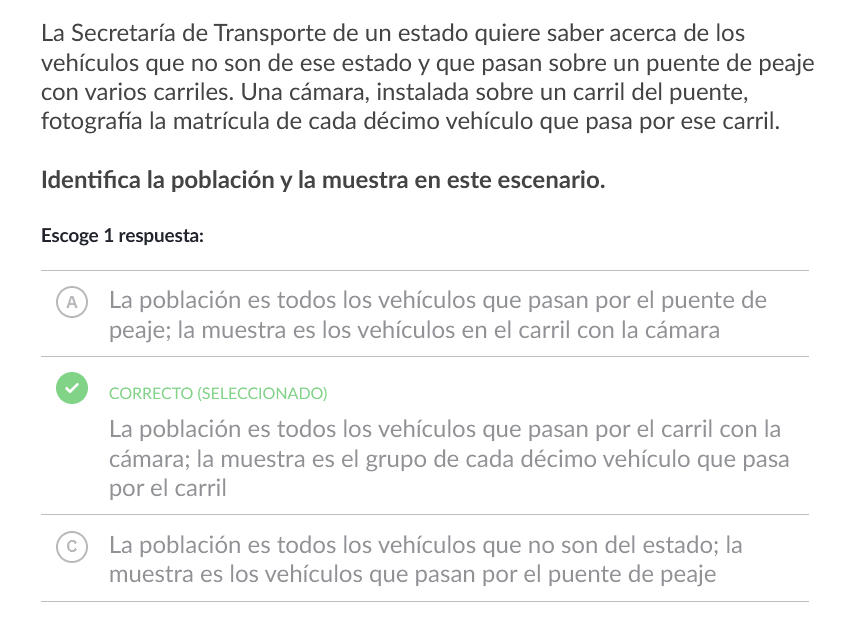 La Secretaría de Transporte de un estado quiere saber acerca de los
vehículos que no son de ese estado y que pasan sobre un puente de peaje
con varios carriles. Una cámara, instalada sobre un carril del puente,
fotografía la matrícula de cada décimo vehículo que pasa por ese carril.
Identifica la población y la muestra en este escenario.
Escoge 1 respuesta:
A
La población es todos los vehículos que pasan por el puente de
peaje; la muestra es los vehículos en el carril con la cámara
CORRECTO (SELECCIONADO)
La población es todos los vehículos que pasan por el carril con la
cámara; la muestra es el grupo de cada décimo vehículo que pasa
por el carril
C
La población es todos los vehículos que no son del estado; la
muestra es los vehículos que pasan por el puente de peaje